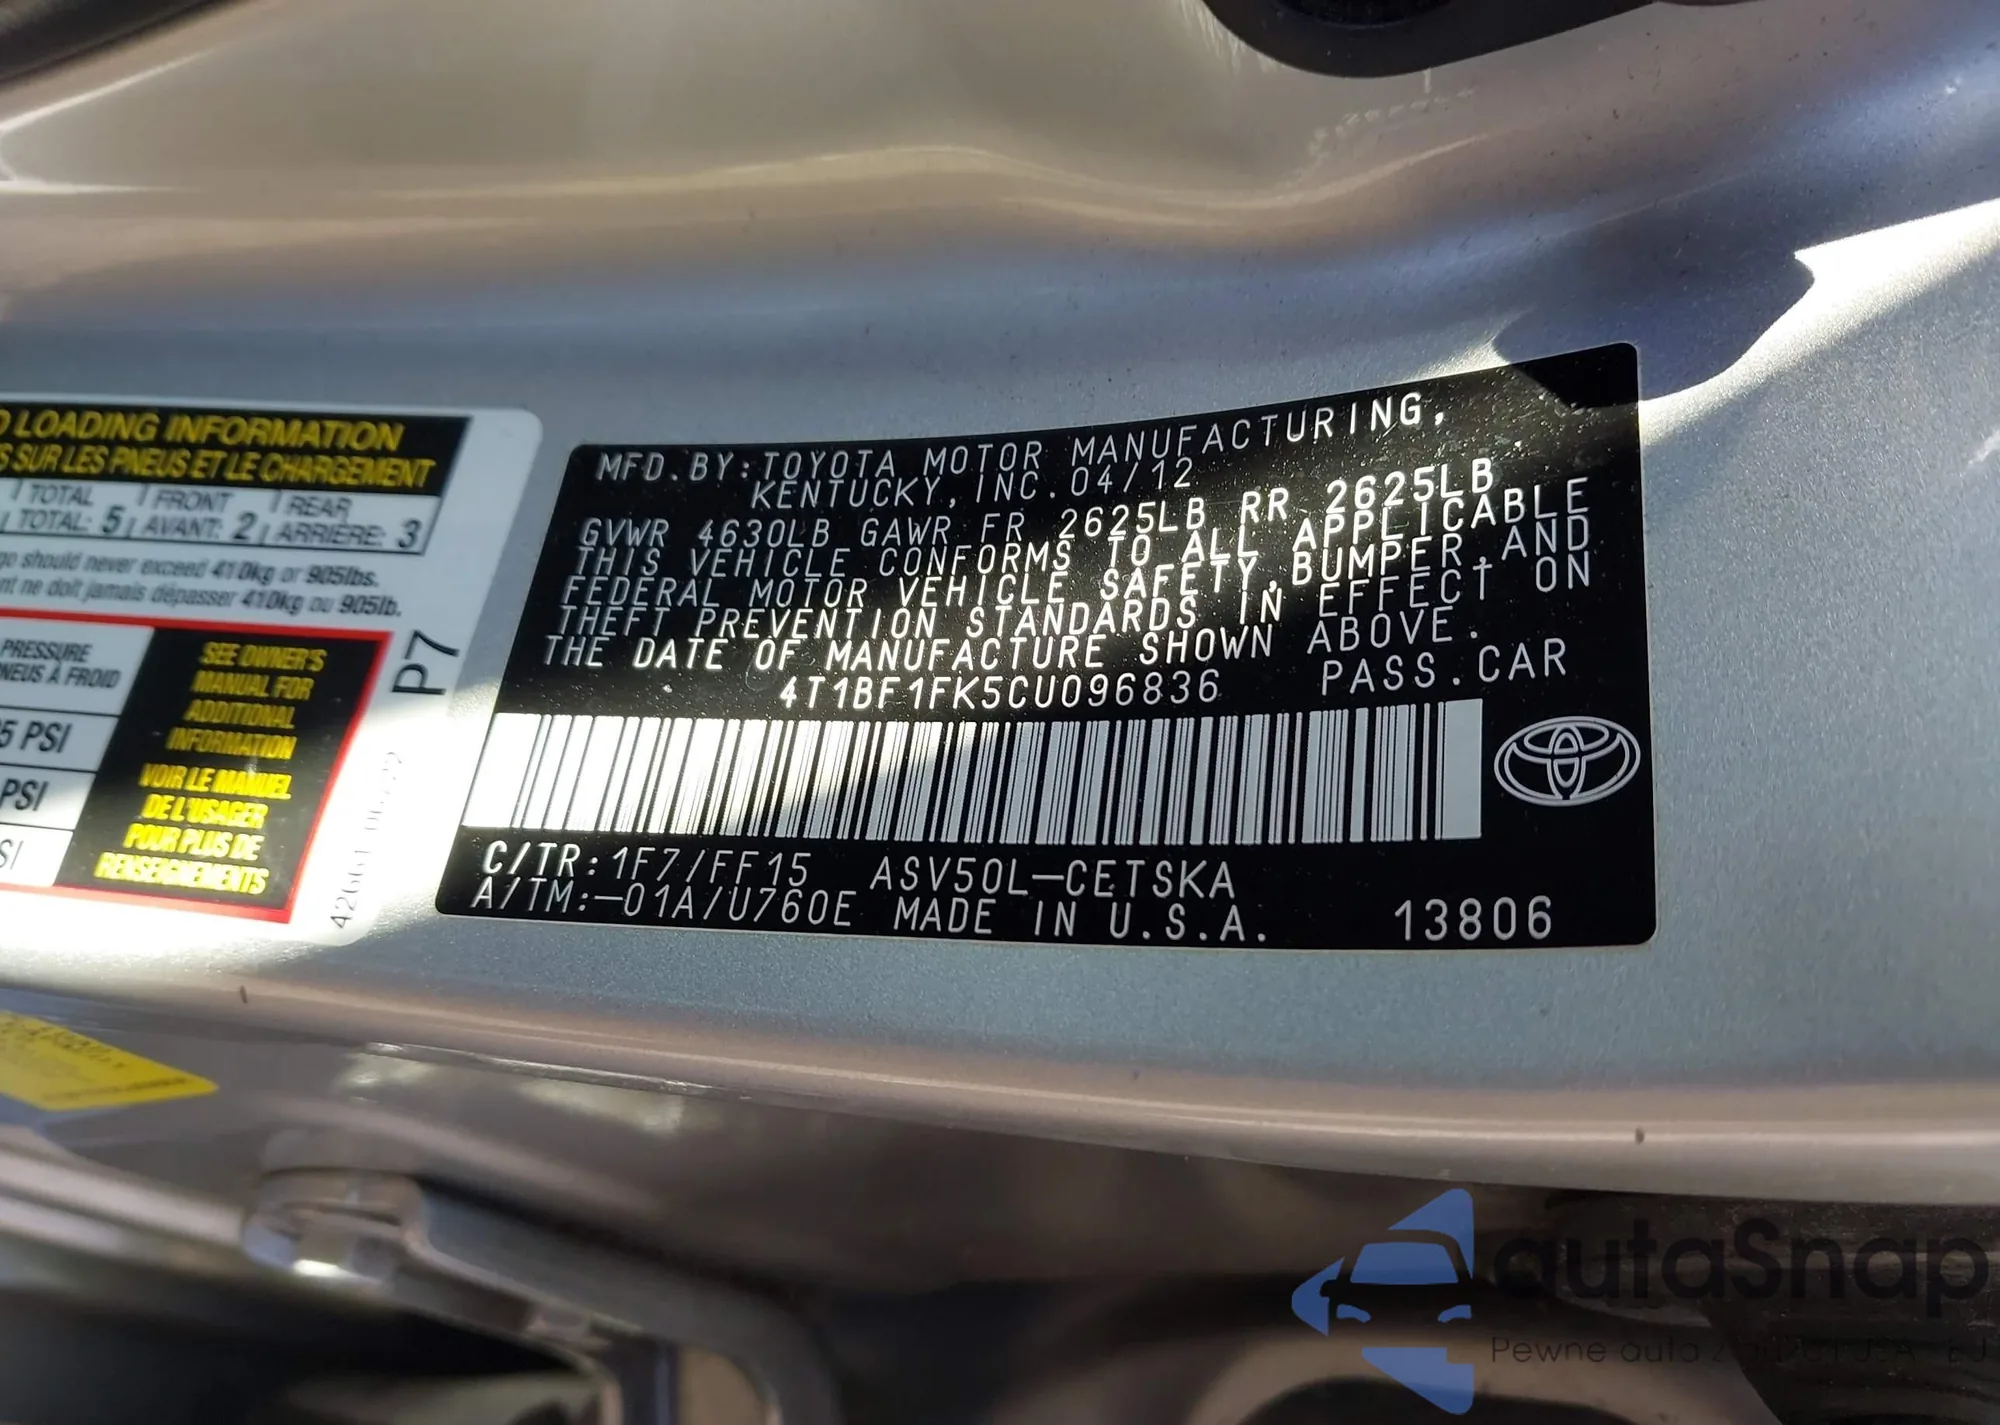 LOADING INFORMATION
SUR LES PNEUS ET LE CHARGEMENT
TOTAL FRONT REAR
TOTAL: 5 AVANT: 2 ARRIÈRE: 3
should never exceed 410kg or 905lbs.
ne doit jamais dépasser 410kg ou 905lb.
PRESSURE
À FROID
PSI
PSI
SEE OWNER'S
MANUAL FOR
ADDITIONAL
INFORMATION
VOIR LE MANUEL
DE L'USAGER
POUR PLUS DE
RENSEIGNEMENTS
P7
MFD.BY:TOYOTA MOTOR MANUFACTURING,
KENTUCKY,INC.04/12
GVWR 4630LB GAWR FR 2625LB RR 2625LB
THIS VEHICLE CONFORMS TO ALL APPLICABLE
FEDERAL MOTOR VEHICLE SAFETY,BUMPER,AND
THEFT PREVENTION STANDARDS IN EFFECT ON
THE DATE OF MANUFACTURE SHOWN ABOVE.
4T1BF1FK5CU096836 PASS.CAR
C/TR:1F7/FF15 ASV50L-CETSKA
A/TM:-01A/U760E MADE IN U.S.A. 13806
autaSnap
Pewne auta z